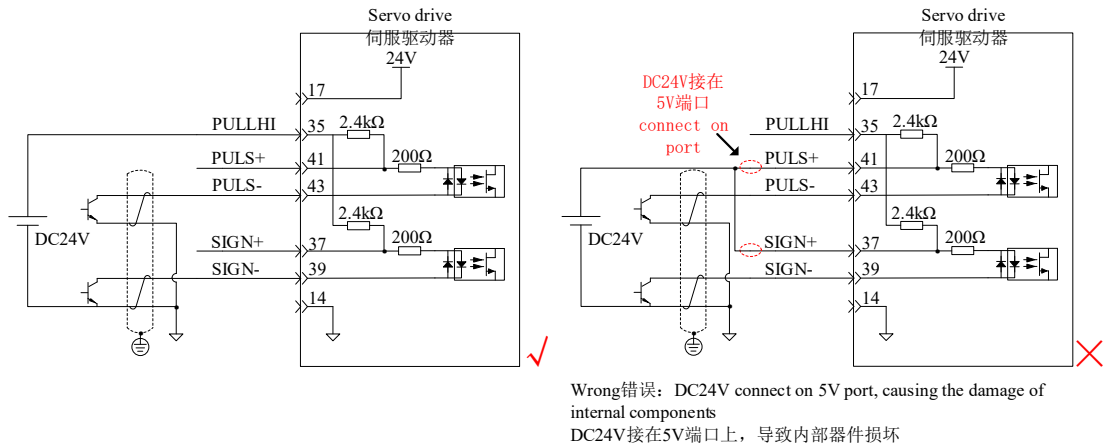 Servo drive
伺服驱动器
24V
17
PULLHI
35
2.4kΩ
PULS+
41
200Ω
PULS-
43
2.4kΩ
DC24V
SIGN+
37
200Ω
SIGN-
39
14
√
Servo drive
伺服驱动器
24V
DC24V接在
5V端口
connect on
port
17
PULLHI
35
2.4kΩ
PULS+
41
200Ω
PULS-
43
2.4kΩ
DC24V
SIGN+
37
200Ω
SIGN-
39
14
Wrong错误：DC24V connect on 5V port, causing the damage of
internal components
DC24V接在5V端口上，导致内部器件损坏